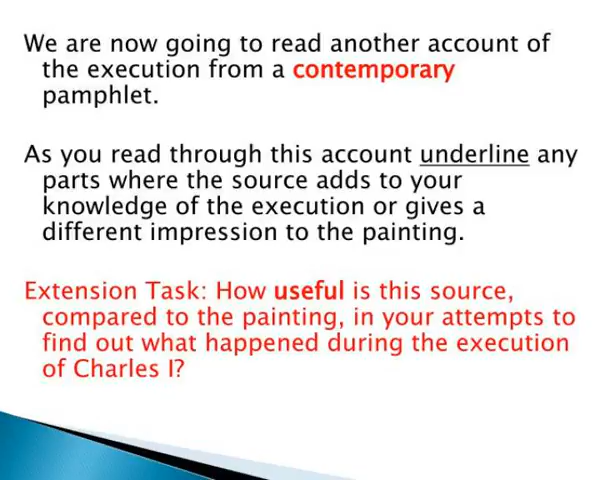 We are now going to read another account of
the execution from a contemporary
pamphlet.
As you read through this account underline any
parts where the source adds to your
knowledge of the execution or gives a
different impression to the painting.
Extension Task: How useful is this source,
compared to the painting, in your attempts to
find out what happened during the execution
of Charles I?